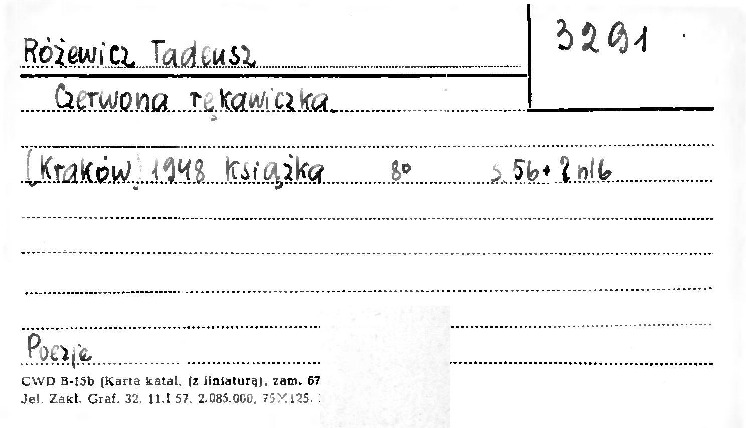 3291
Różewicz Tadeusz
Czerwona rękawiczka
[Kraków] 1948 Książka 8° s 56+2 nlb
Poezje
CWD B-15b (Karta katal. (z liniaturą), zam. 67
Jel. Zakł. Graf. 32. 11.I 57. 2.085.000, 75×125.